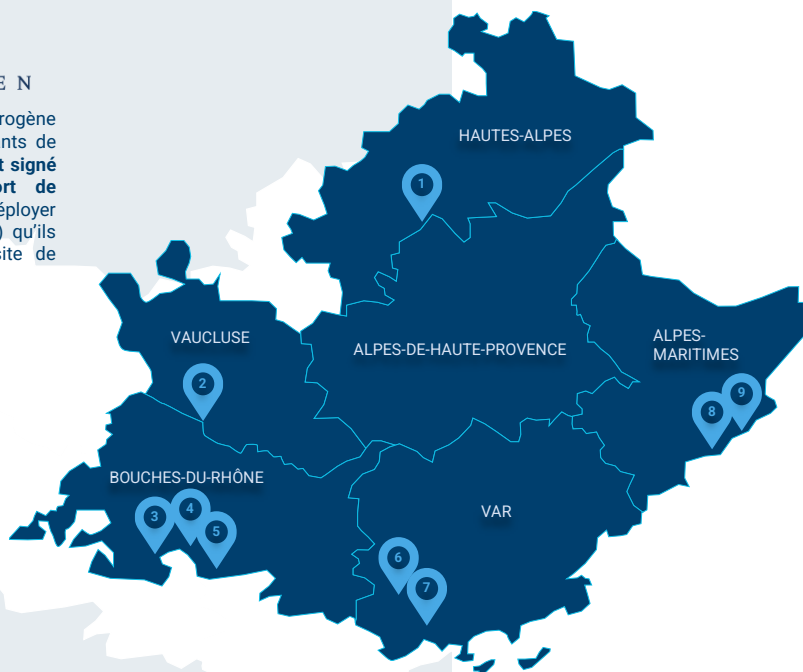 E N
rogène
nts de
t signé
ort de
éployer
) qu'ils
site de
HAUTES-ALPES
1
VAUCLUSE
ALPES-DE-HAUTE-PROVENCE
ALPES-
MARITIMES
2
8
9
BOUCHES-DU-RHÔNE
3
4
5
VAR
6
7